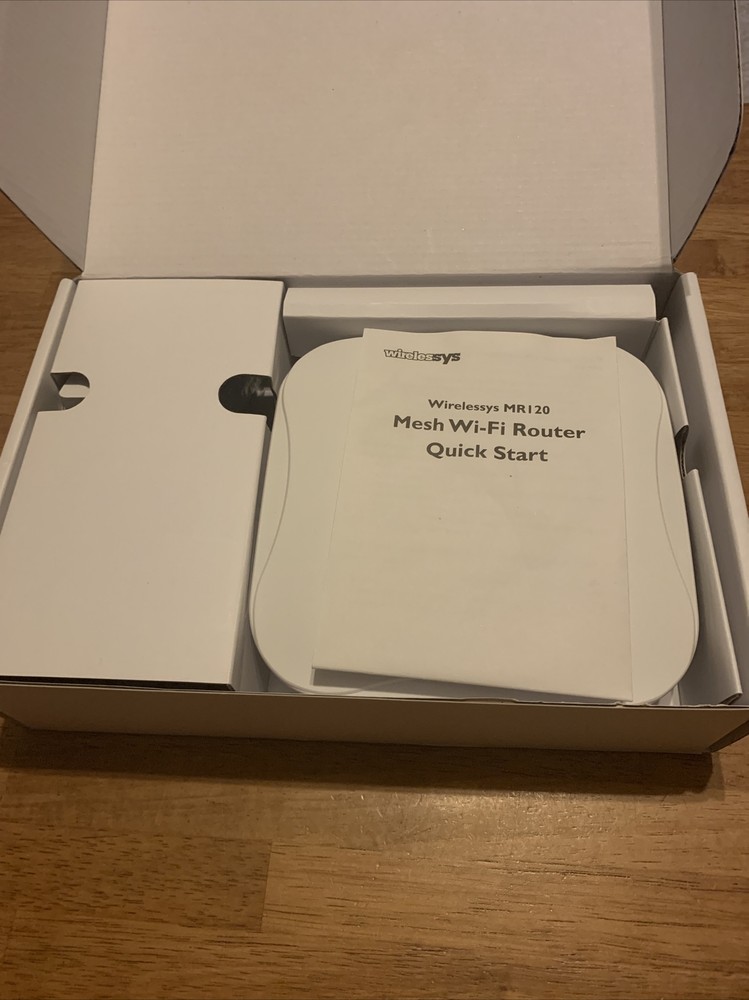 wirelessys
Wirelessys MR120
Mesh Wi-Fi Router
Quick Start